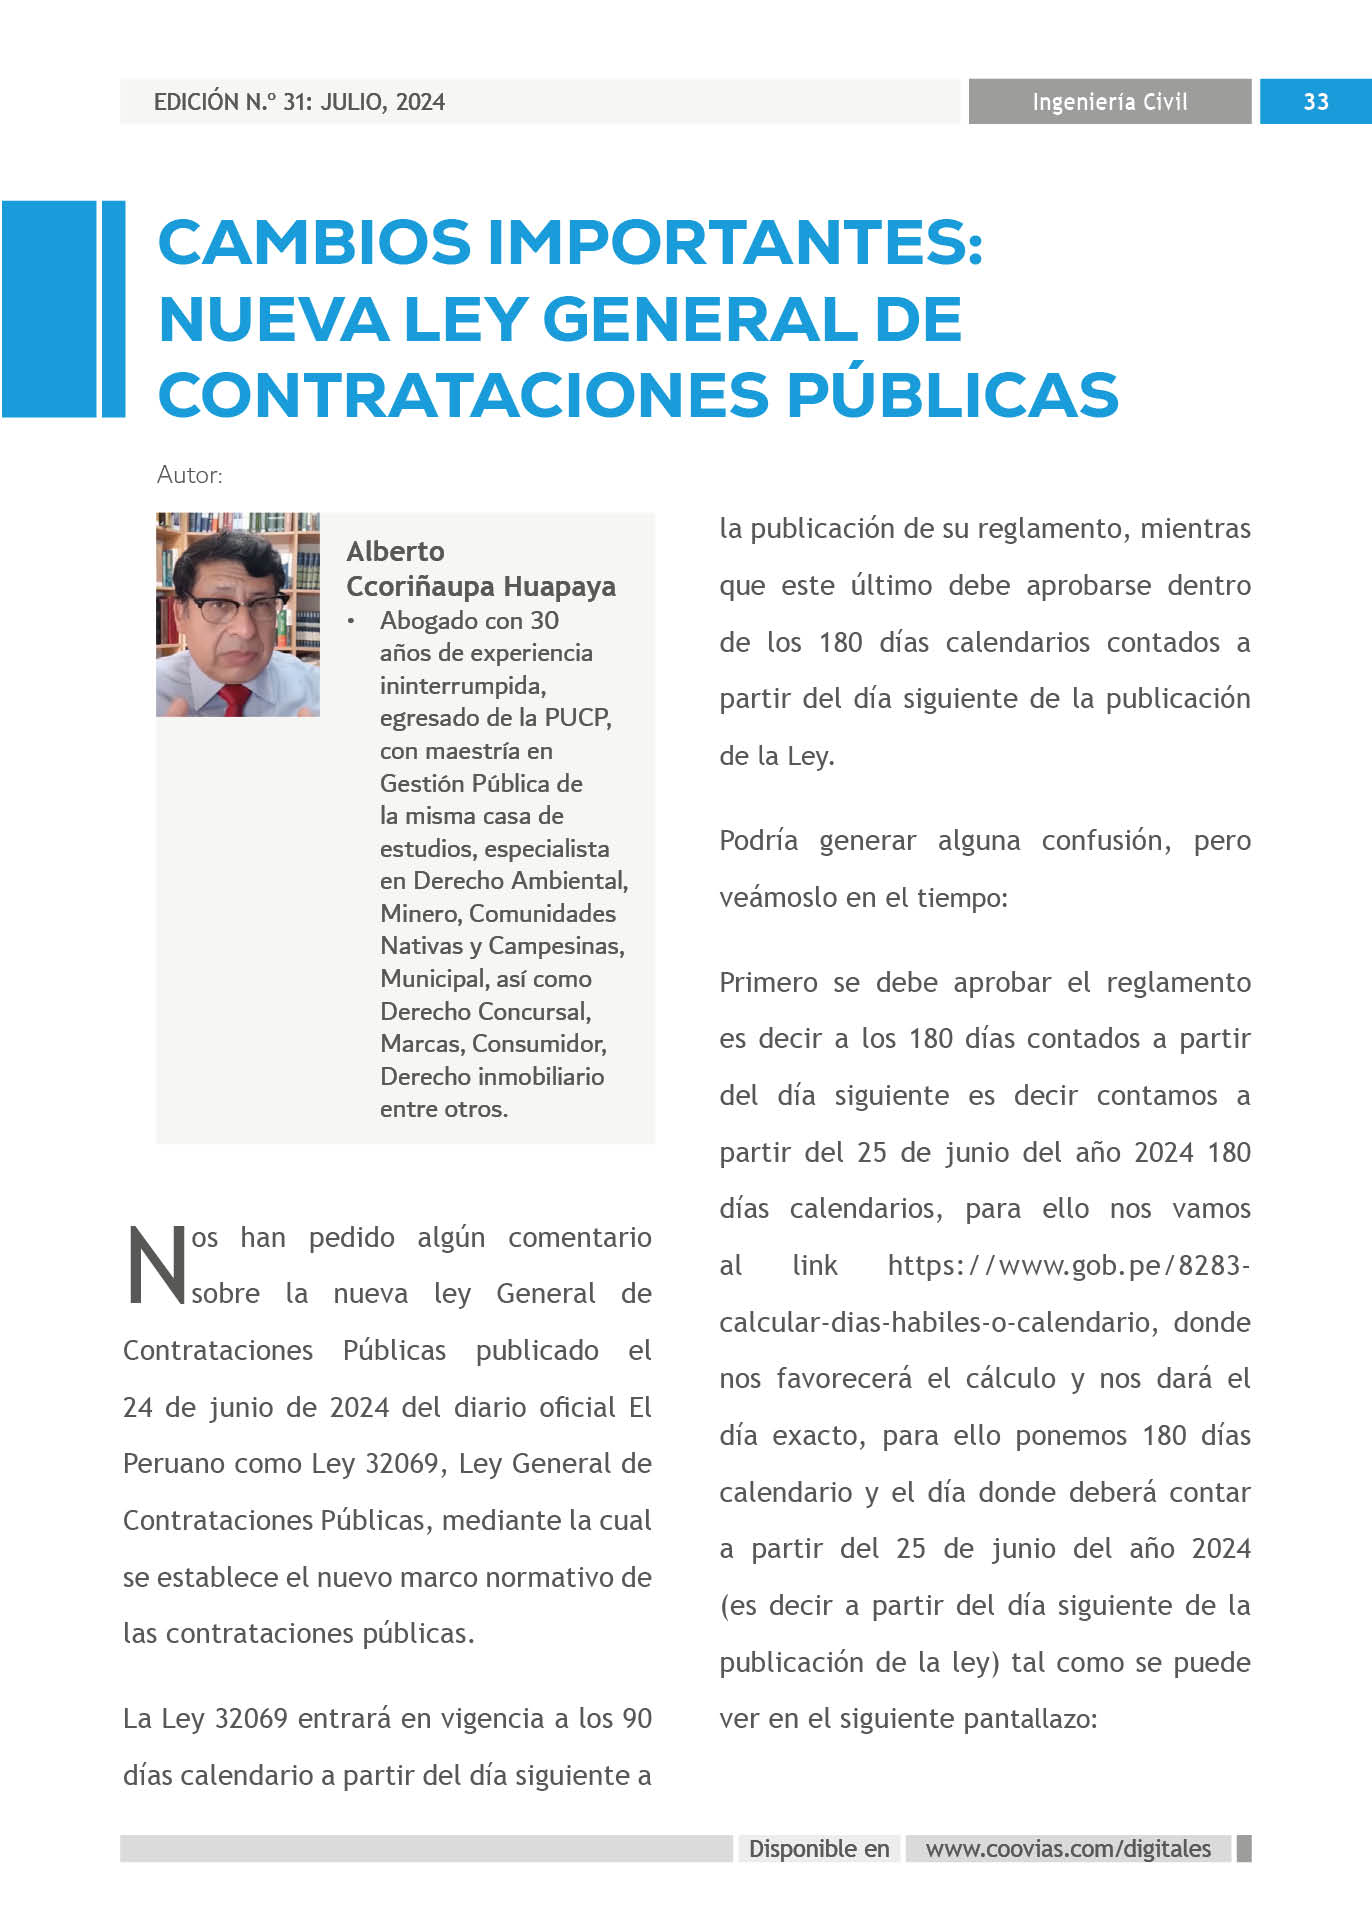 EDICIÓN N.º 31: JULIO, 2024
Ingeniería Civil
33
CAMBIOS IMPORTANTES:
NUEVA LEY GENERAL DE
CONTRATACIONES PÚBLICAS
Autor:
Alberto
Ccoriñaupa Huapaya
• Abogado con 30
años de experiencia
ininterrumpida,
egresado de la PUCP,
con maestría en
Gestión Pública de
la misma casa de
estudios, especialista
en Derecho Ambiental,
Minero, Comunidades
Nativas y Campesinas,
Municipal, así como
Derecho Concursal,
Marcas, Consumidor,
Derecho inmobiliario
entre otros.
Nos han pedido algún comentario
sobre la nueva ley General de
Contrataciones Públicas publicado el
24 de junio de 2024 del diario oficial El
Peruano como Ley 32069, Ley General de
Contrataciones Públicas, mediante la cual
se establece el nuevo marco normativo de
las contrataciones públicas.
La Ley 32069 entrará en vigencia a los 90
días calendario a partir del día siguiente a
la publicación de su reglamento, mientras
que este último debe aprobarse dentro
de los 180 días calendarios contados a
partir del día siguiente de la publicación
de la Ley.
Podría generar alguna confusión, pero
veámoslo en el tiempo:
Primero se debe aprobar el reglamento
es decir a los 180 días contados a partir
del día siguiente es decir contamos a
partir del 25 de junio del año 2024 180
días calendarios, para ello nos vamos
al link https://www.gob.pe/8283-
calcular-dias-habiles-o-calendario, donde
nos favorecerá el cálculo y nos dará el
día exacto, para ello ponemos 180 días
calendario y el día donde deberá contar
a partir del 25 de junio del año 2024
(es decir a partir del día siguiente de la
publicación de la ley) tal como se puede
ver en el siguiente pantallazo:
Disponible en
www.coovias.com/digitales